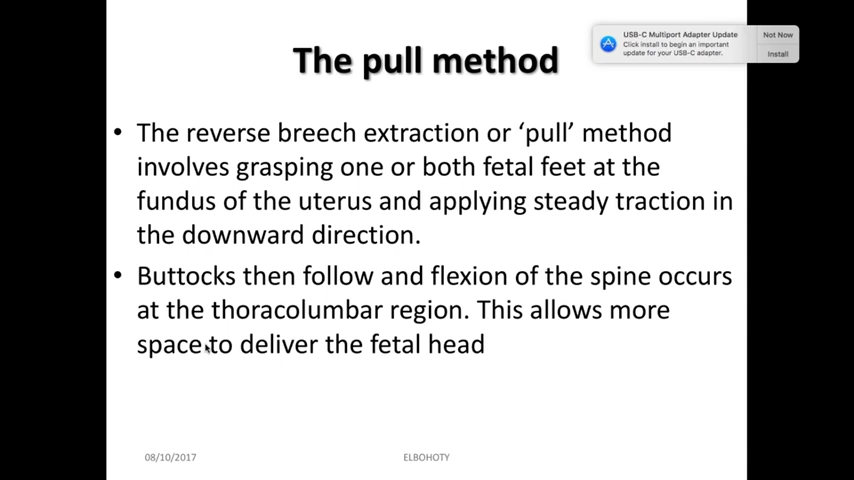 The pull method
USB-C Multiport Adapter Update
Click install to begin an important
update for your USB-C adapter.
Not Now
Install
• The reverse breech extraction or ‘pull’ method
involves grasping one or both fetal feet at the
fundus of the uterus and applying steady traction in
the downward direction.
• Buttocks then follow and flexion of the spine occurs
at the thoracolumbar region. This allows more
space to deliver the fetal head
08/10/2017
ELBOHOTY